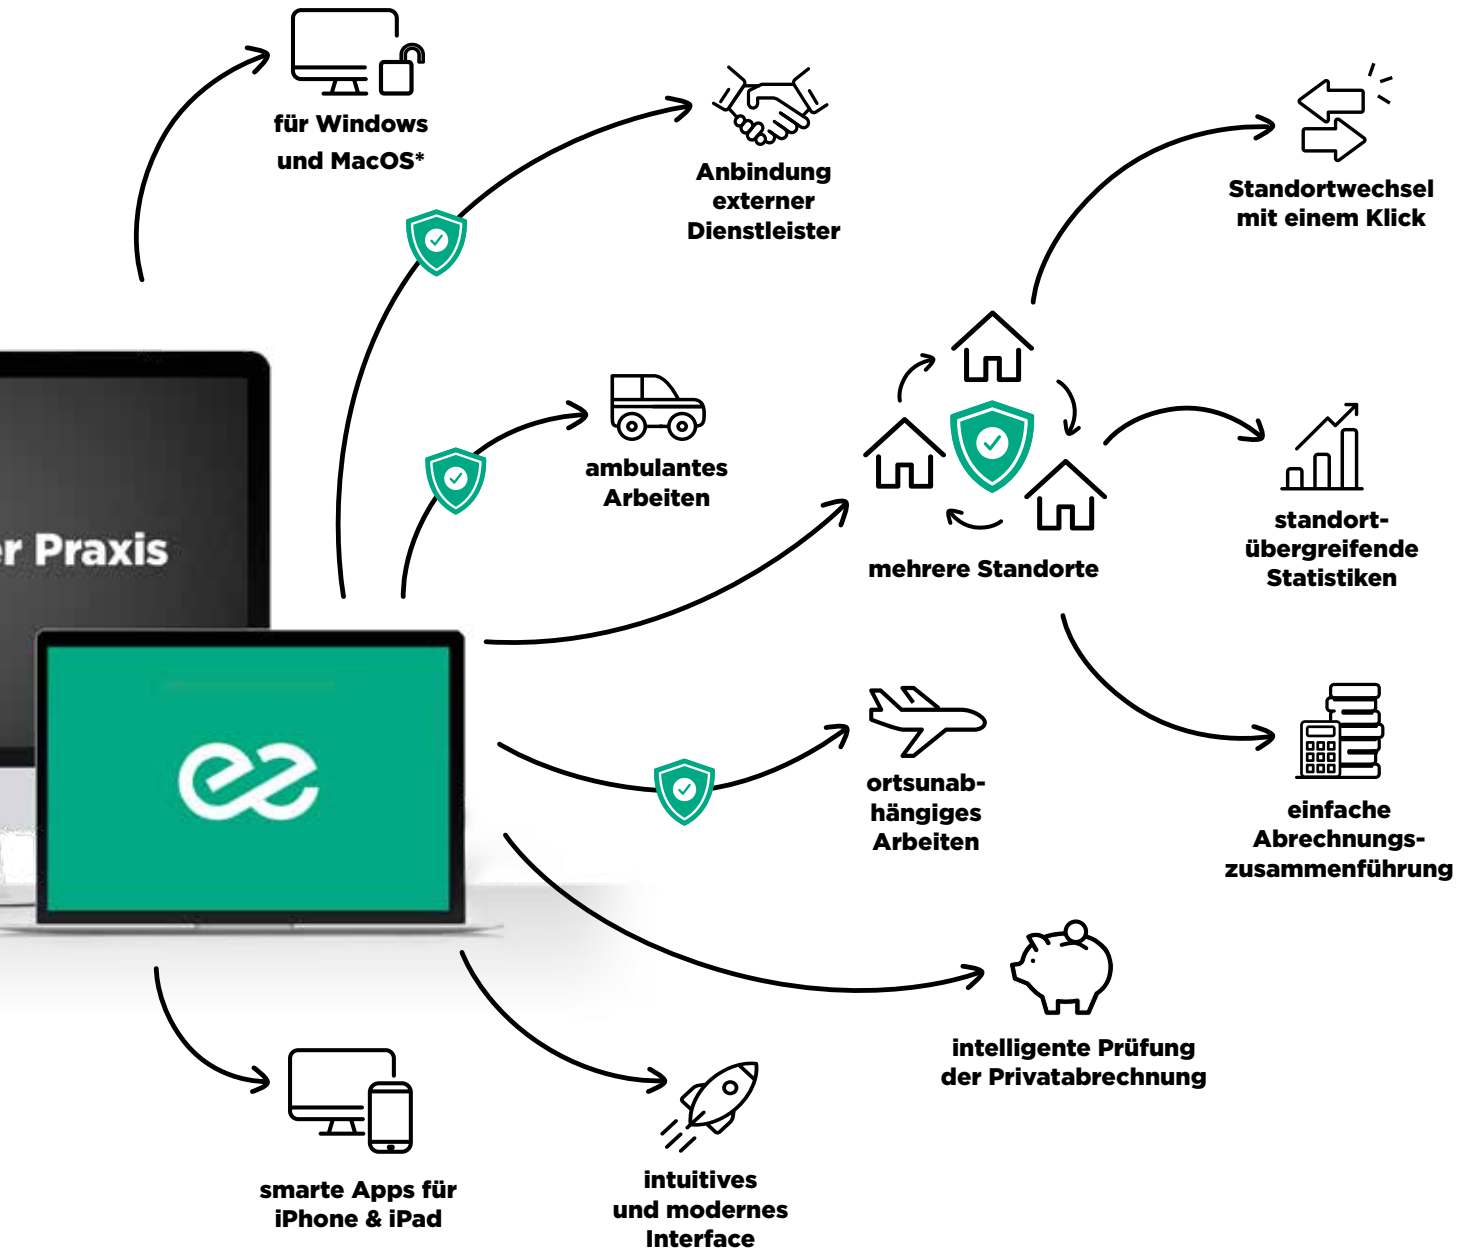 für Windows
und MacOS*
Anbindung
externer
Dienstleister
Standortwechsel
mit einem Klick
ambulantes
Arbeiten
mehrere Standorte
standort-
übergreifende
Statistiken
r Praxis
ez
ortsunab-
hängiges
Arbeiten
einfache
Abrechnungs-
zusammenführung
intelligente Prüfung
der Privatabrechnung
smarte Apps für
iPhone & iPad
intuitives
und modernes
Interface